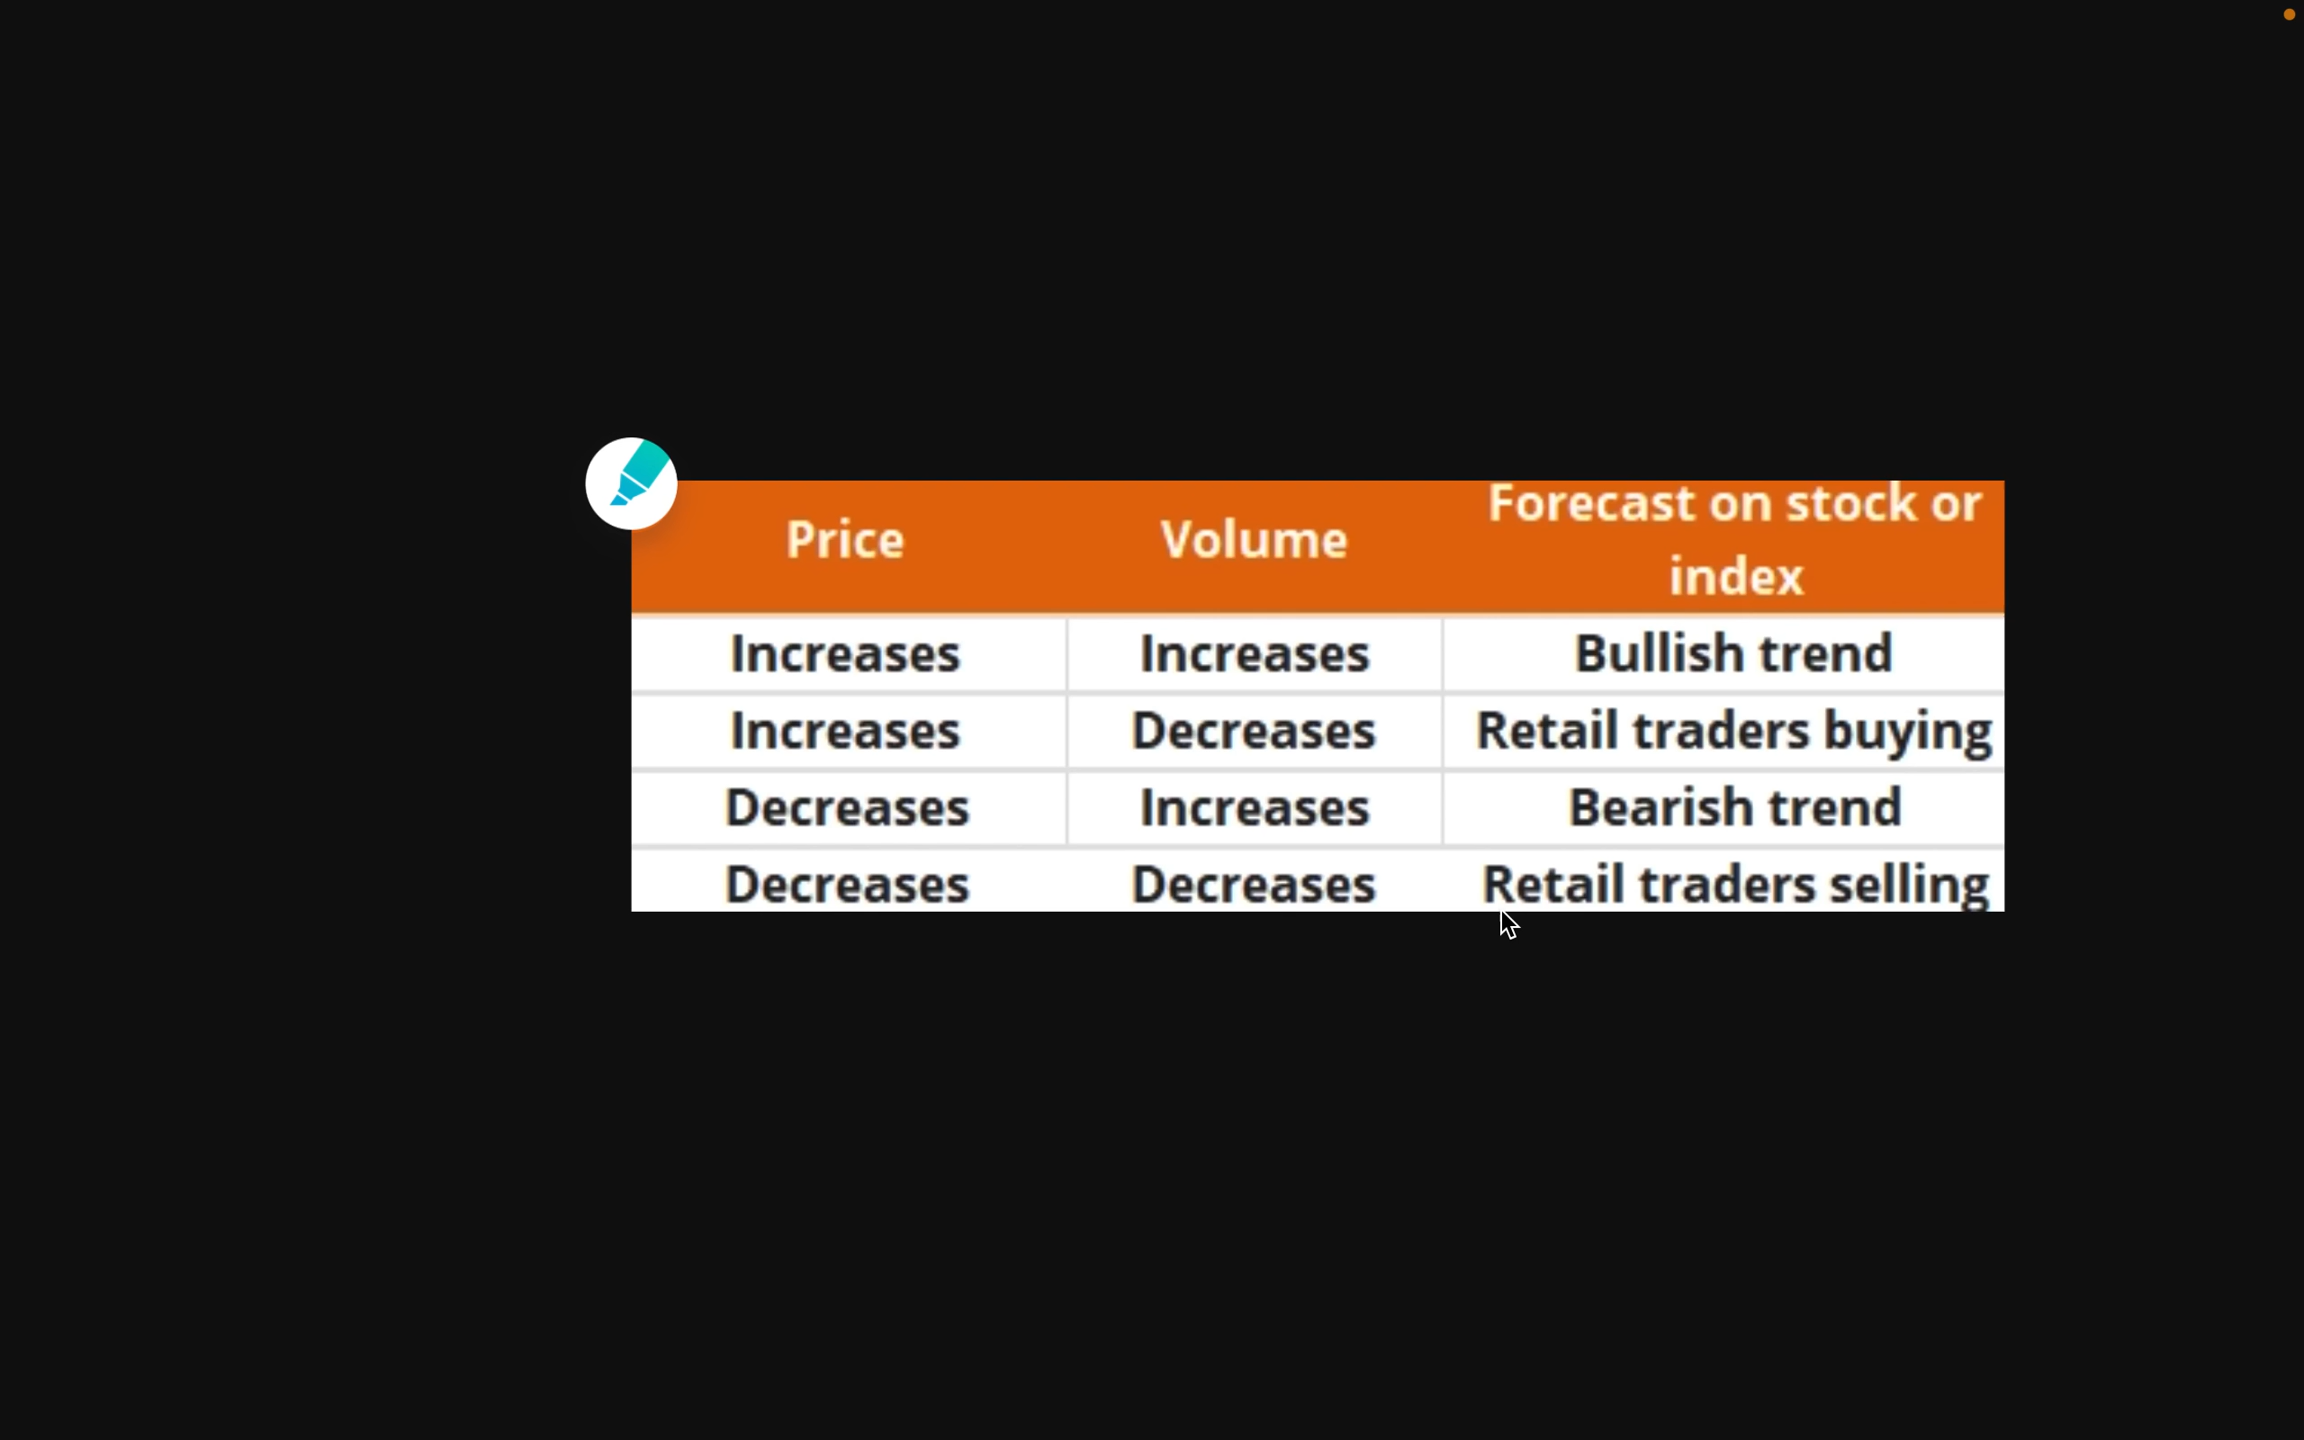 Price Volume Forecast on stock or
index
Increases Increases Bullish trend
Increases Decreases Retail traders buying
Decreases Increases Bearish trend
Decreases Decreases Retail traders selling